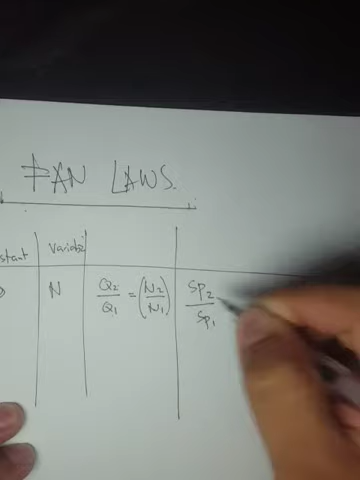 FAN LAWS.
stant variable
N Q₂/Q₁ = (N₂/N₁) SP₂/SP₁